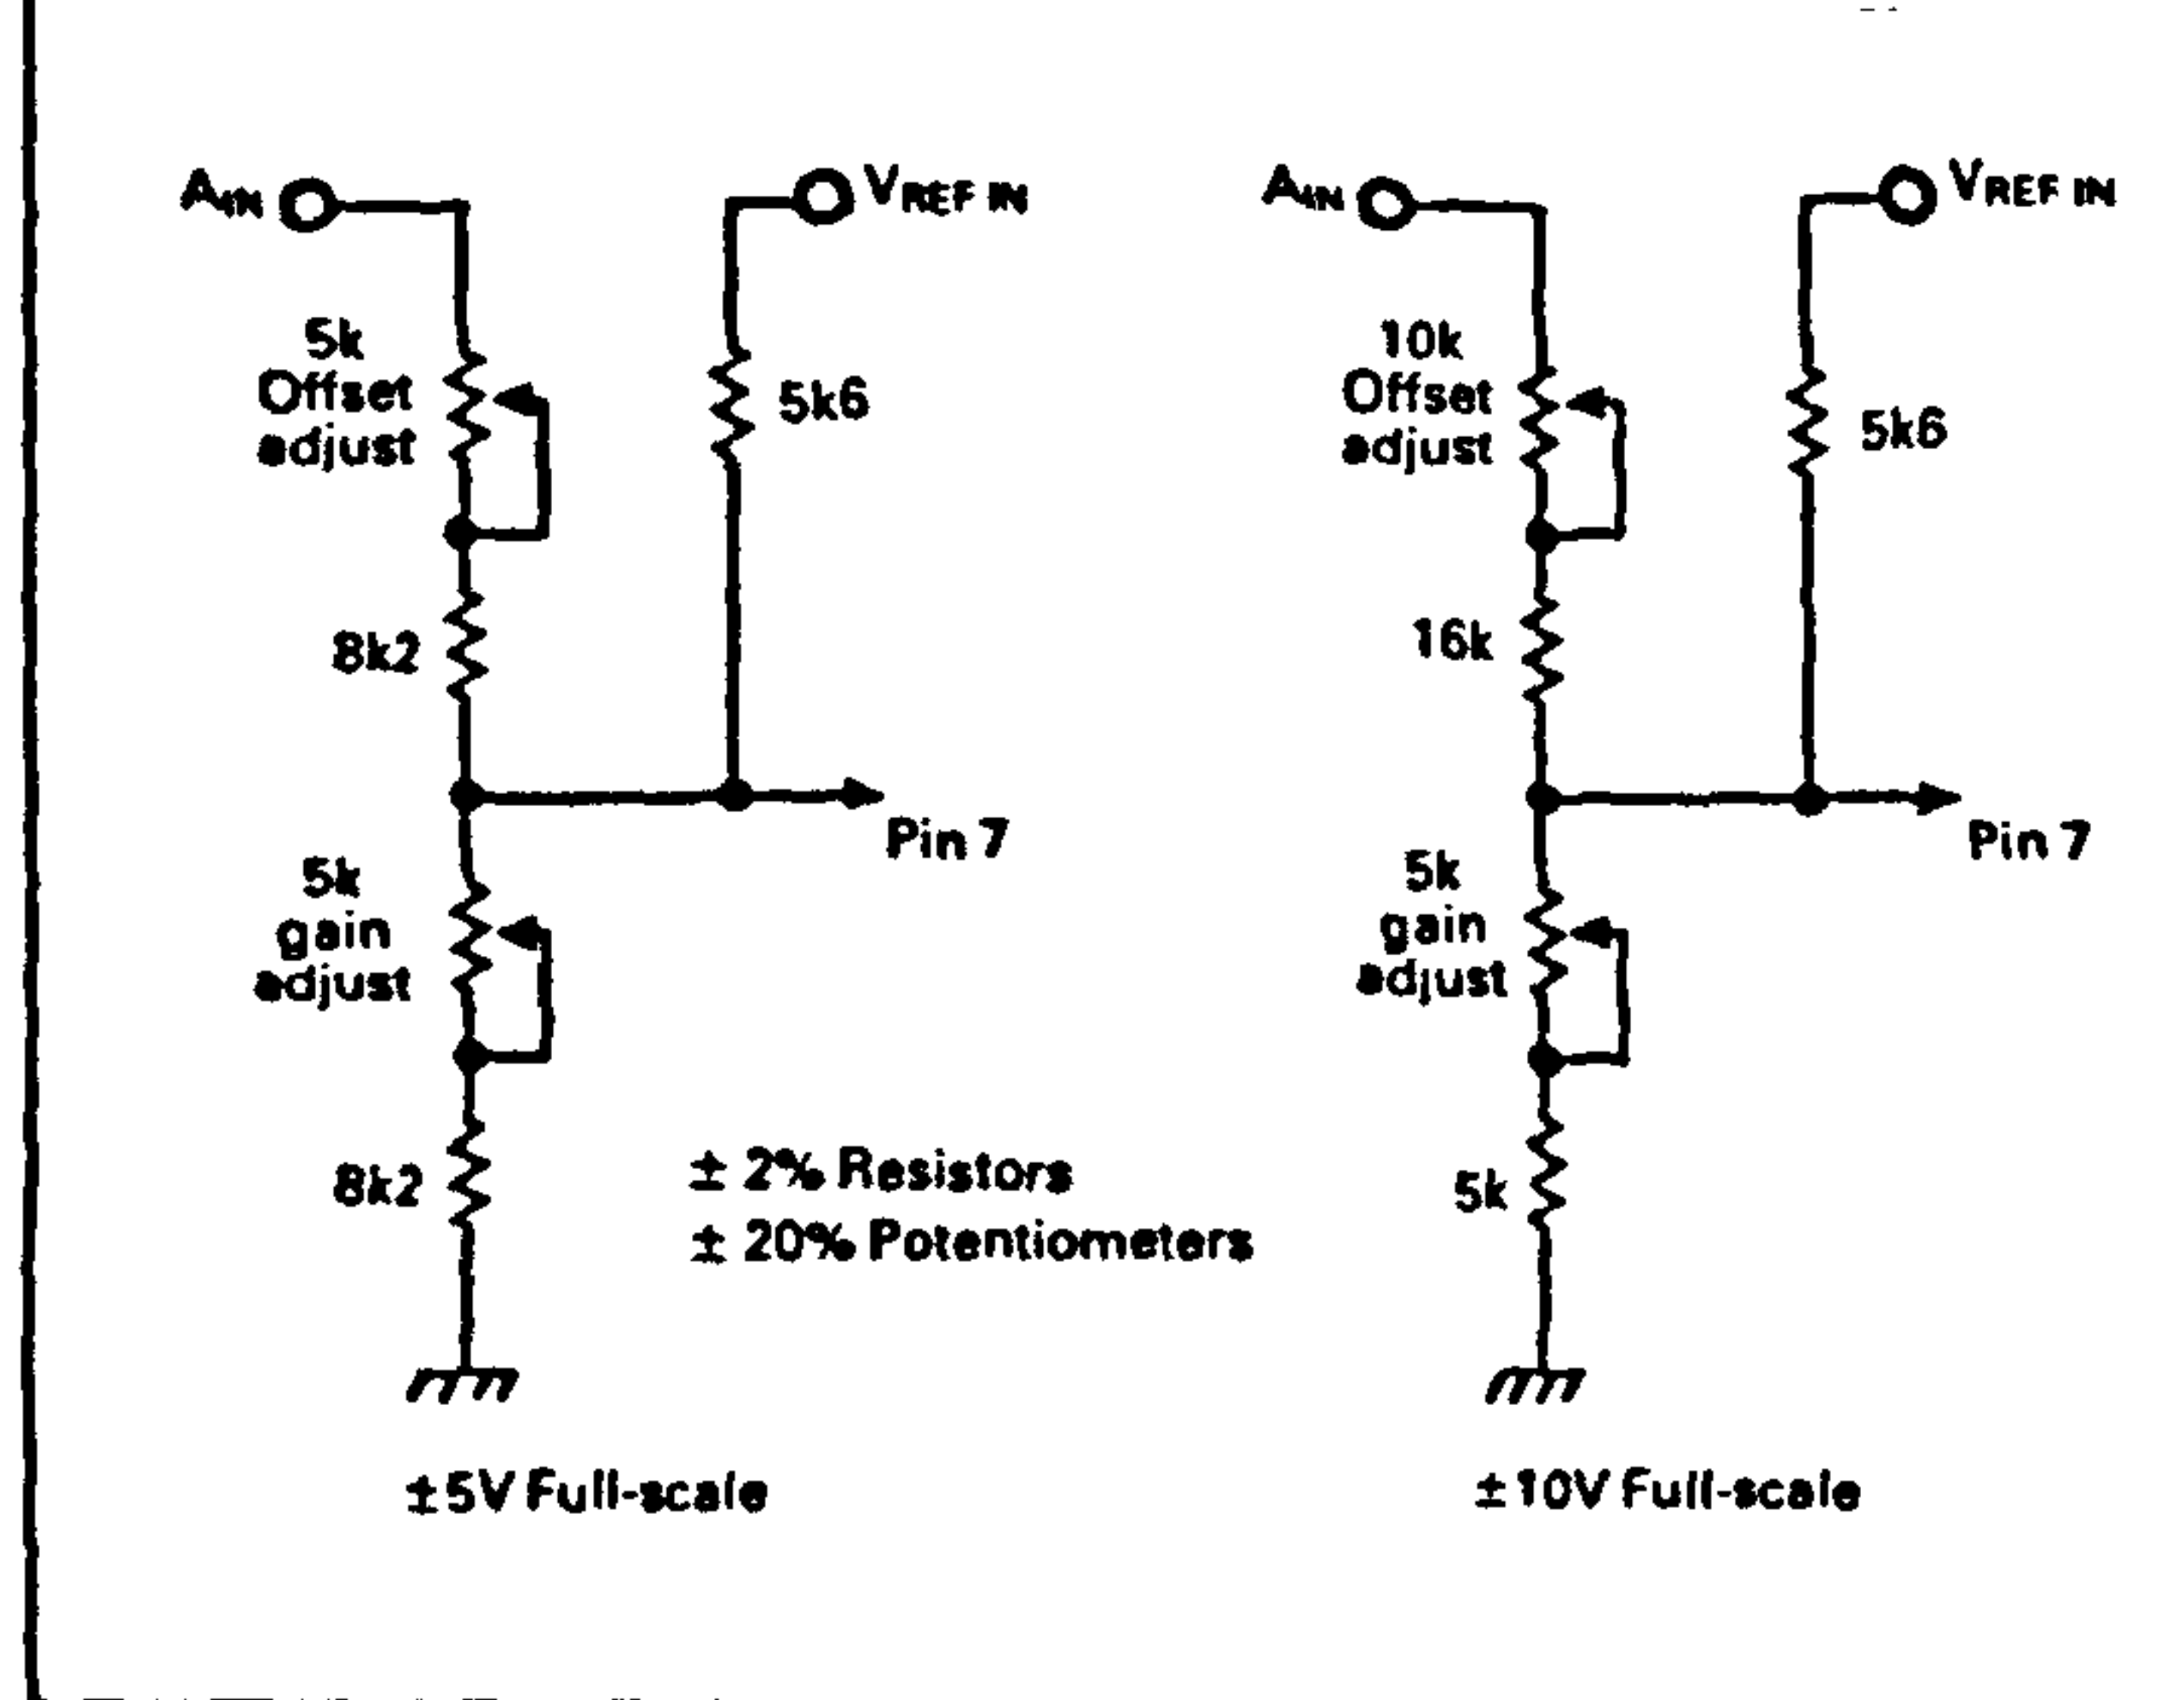 AIN
VREF IN
5k
Offset
adjust
5k6
8k2
Pin 7
5k
gain
adjust
8k2
± 2% Resistors
± 20% Potentiometers
±5V Full-scale
AIN
VREF IN
10k
Offset
adjust
5k6
16k
Pin 7
5k
gain
adjust
5k
±10V Full-scale